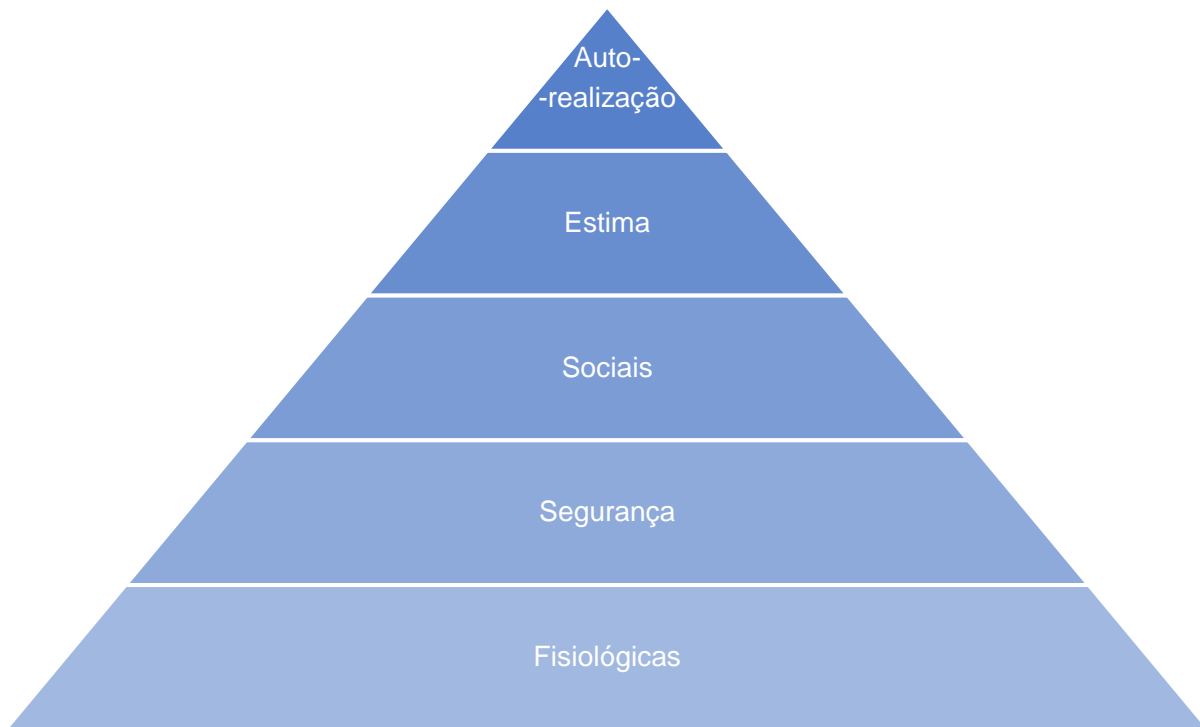 Auto-
-realização
Estima
Sociais
Segurança
Fisiológicas